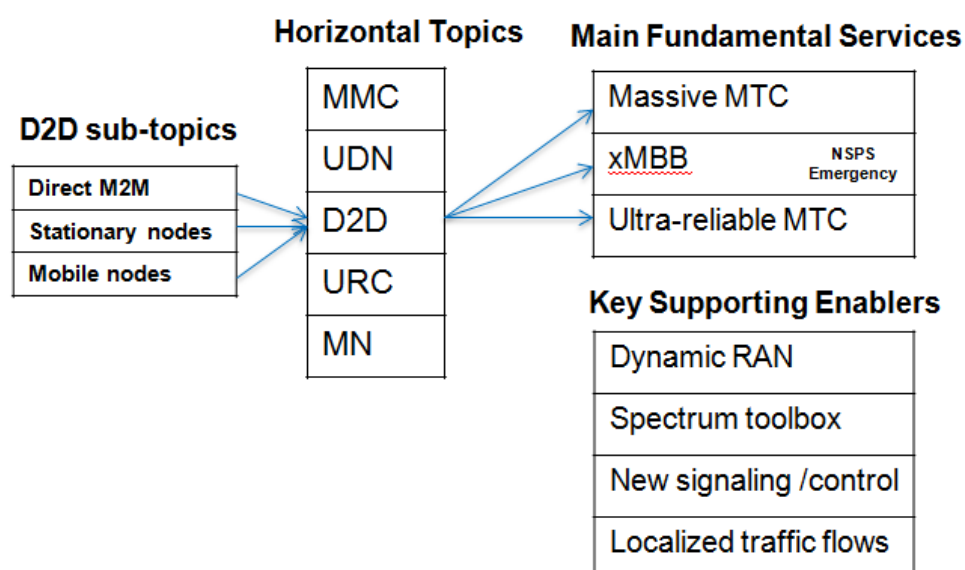 Horizontal Topics
Main Fundamental Services
D2D sub-topics
Direct M2M
Stationary nodes
Mobile nodes
MMC
UDN
D2D
URC
MN
Massive MTC
xMBB
NSPS
Emergency
Ultra-reliable MTC
Key Supporting Enablers
Dynamic RAN
Spectrum toolbox
New signaling /control
Localized traffic flows